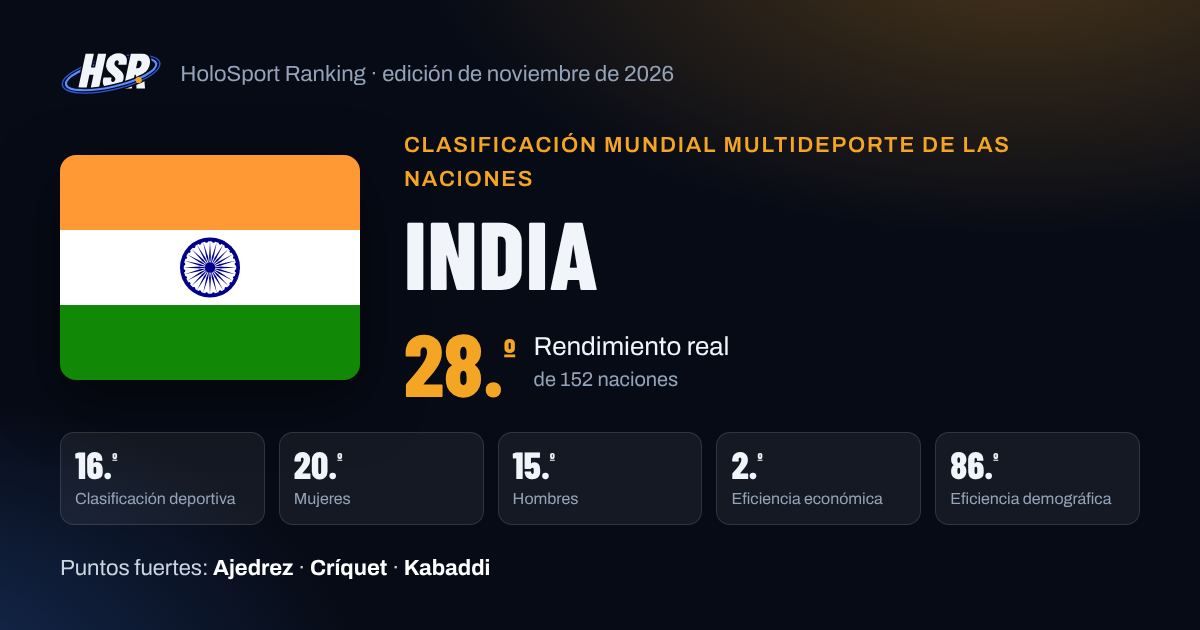 HSR
HoloSport Ranking · edición de noviembre de 2026
CLASIFICACIÓN MUNDIAL MULTIDEPORTE DE LAS
NACIONES
INDIA
28.º
Rendimiento real
de 152 naciones
16.º
Clasificación deportiva
20.º
Mujeres
15.º
Hombres
2.º
Eficiencia económica
86.º
Eficiencia demográfica
Puntos fuertes: Ajedrez · Críquet · Kabaddi